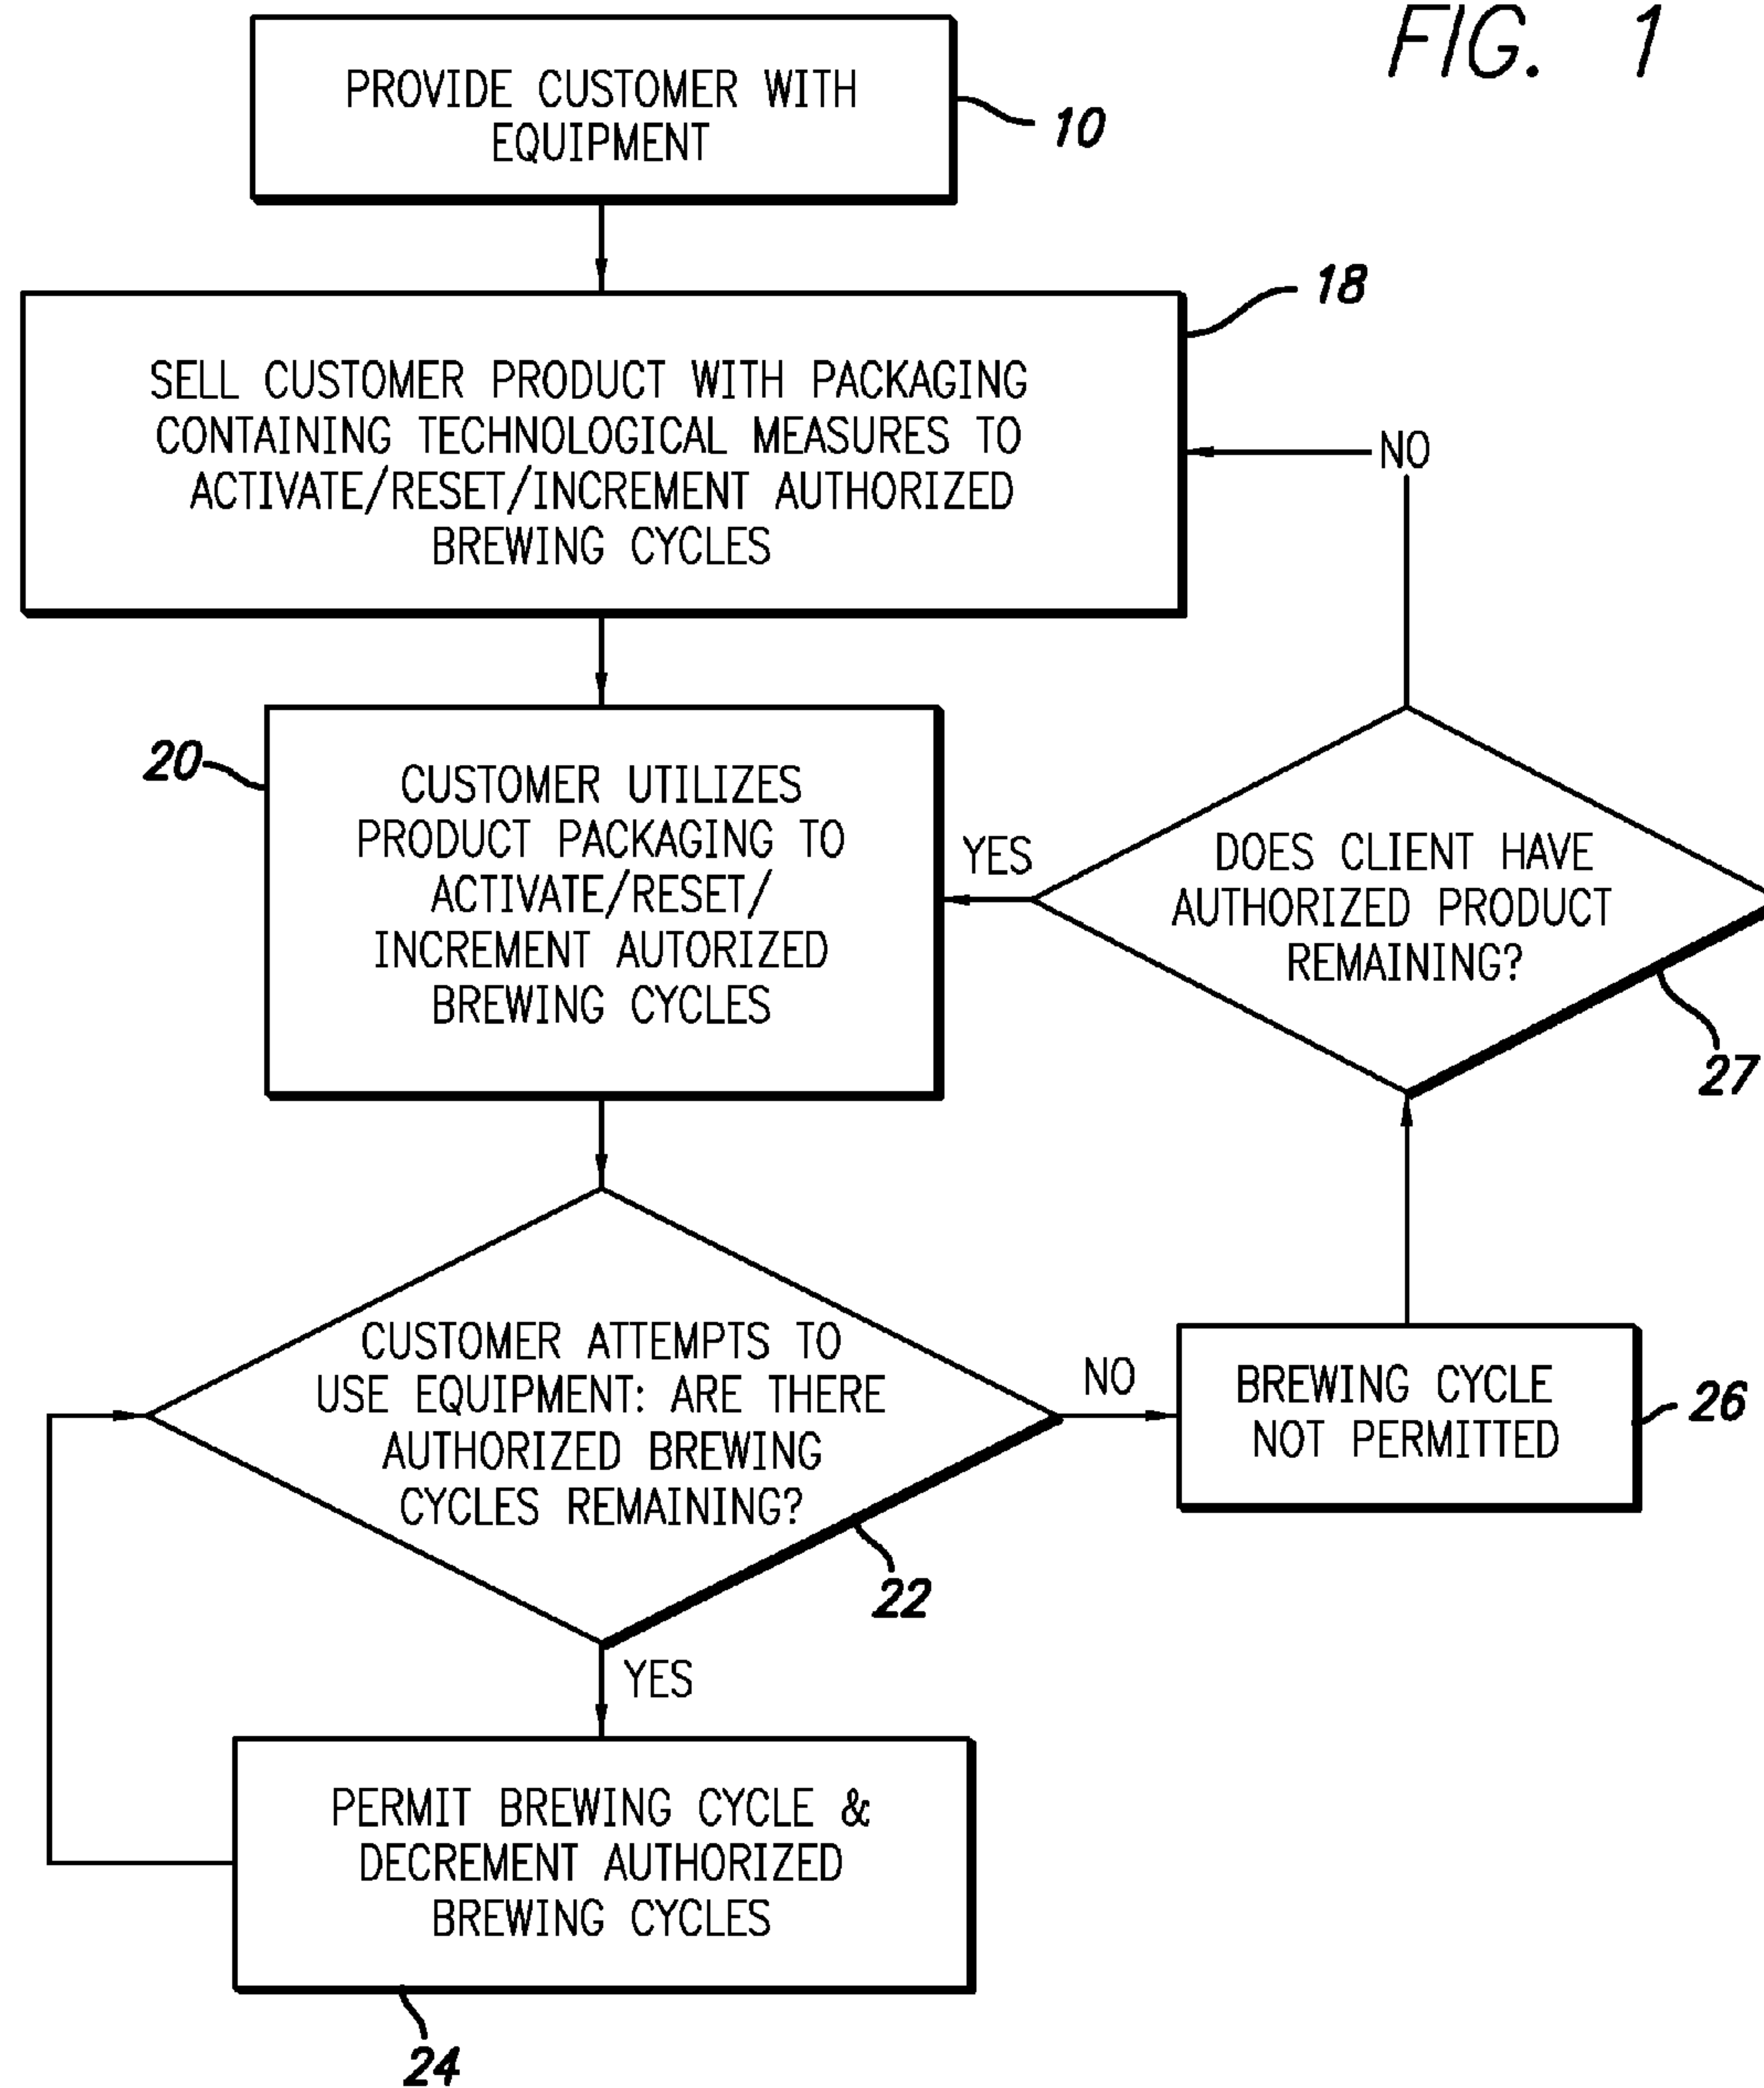 FIG. 1
PROVIDE CUSTOMER WITH
EQUIPMENT
10
18
SELL CUSTOMER PRODUCT WITH PACKAGING
CONTAINING TECHNOLOGICAL MEASURES TO
ACTIVATE/RESET/INCREMENT AUTHORIZED
BREWING CYCLES
NO
20
CUSTOMER UTILIZES
PRODUCT PACKAGING TO
ACTIVATE/RESET/
INCREMENT AUTORIZED
BREWING CYCLES
YES
DOES CLIENT HAVE
AUTHORIZED PRODUCT
REMAINING?
27
CUSTOMER ATTEMPTS TO
USE EQUIPMENT: ARE THERE
AUTHORIZED BREWING
CYCLES REMAINING?
22
NO
BREWING CYCLE
NOT PERMITTED
26
YES
PERMIT BREWING CYCLE &
DECREMENT AUTHORIZED
BREWING CYCLES
24